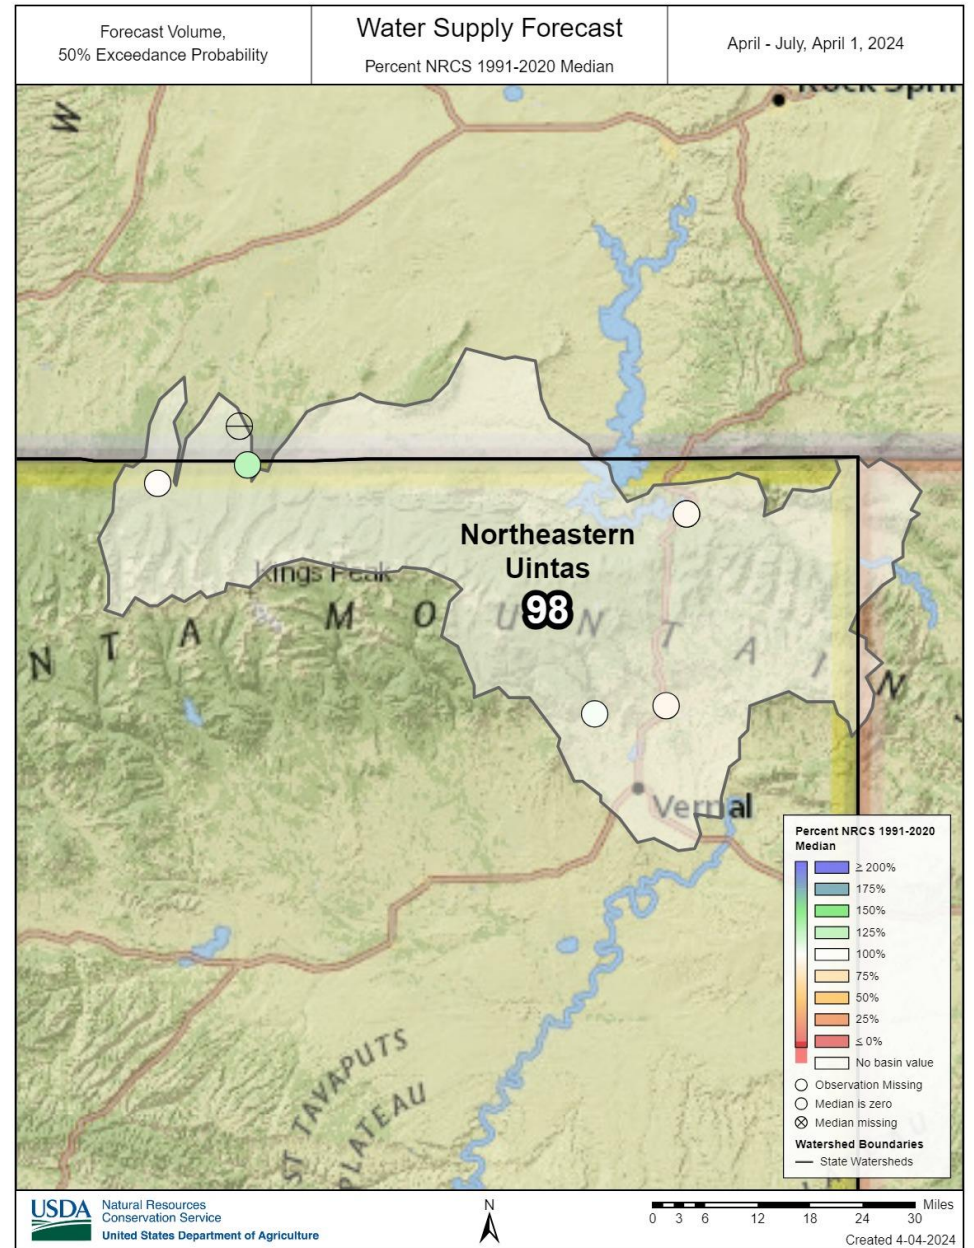 Forecast Volume,
50% Exceedance Probability
Water Supply Forecast
Percent NRCS 1991-2020 Median
April - July, April 1, 2024
W
Kings Peak
Northeastern
Uintas
98
N T A M O U N T A I N
Vernal
ST TAVAPUTS
PLATEAU
Percent NRCS 1991-2020
Median
≥ 200%
175%
150%
125%
100%
75%
50%
25%
≤ 0%
No basin value
Observation Missing
Median is zero
Median missing
Watershed Boundaries
State Watersheds
USDA
Natural Resources
Conservation Service
United States Department of Agriculture
N
Miles
0 3 6 12 18 24 30
Created 4-04-2024